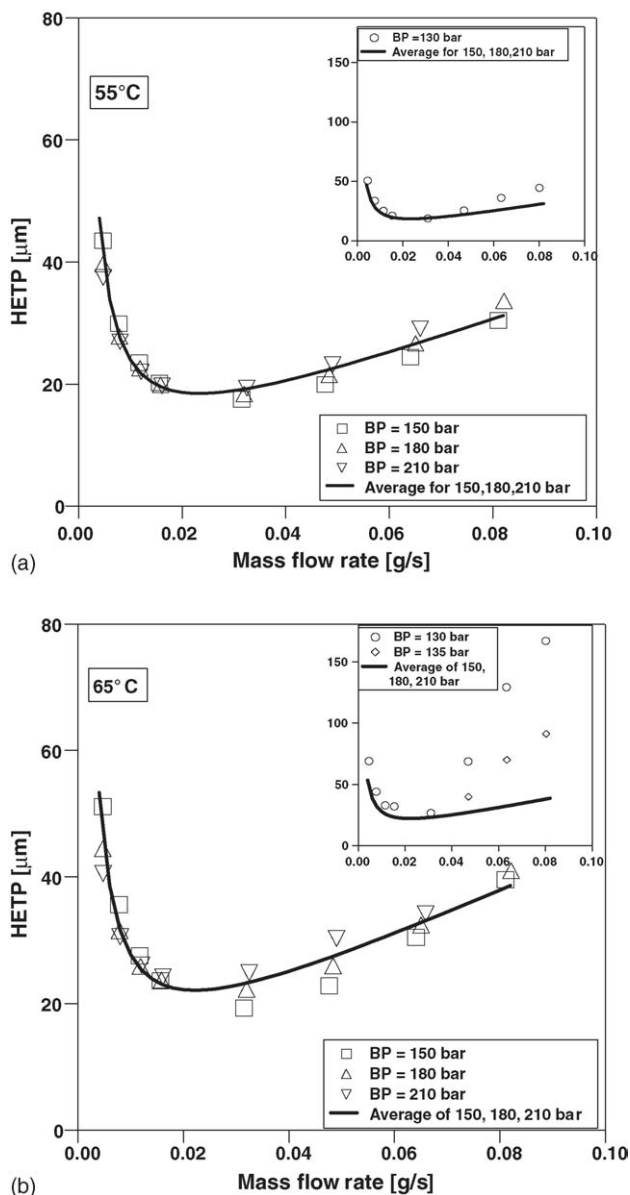 80
60
40
20
0
HETP [μm]
55°C
150
100
50
0
BP =130 bar
Average for 150, 180,210 bar
0.00 0.02 0.04 0.06 0.08 0.10
BP = 150 bar
BP = 180 bar
BP = 210 bar
Average for 150,180,210 bar
0.00 0.02 0.04 0.06 0.08 0.10
Mass flow rate [g/s]
(a)
80
60
40
20
0
HETP [μm]
65° C
150
100
50
0
BP = 130 bar
BP = 135 bar
Average of 150,
180, 210 bar
0.00 0.02 0.04 0.06 0.08 0.10
BP = 150 bar
BP = 180 bar
BP = 210 bar
Average of 150, 180, 210 bar
0.00 0.02 0.04 0.06 0.08 0.10
Mass flow rate [g/s]
(b)